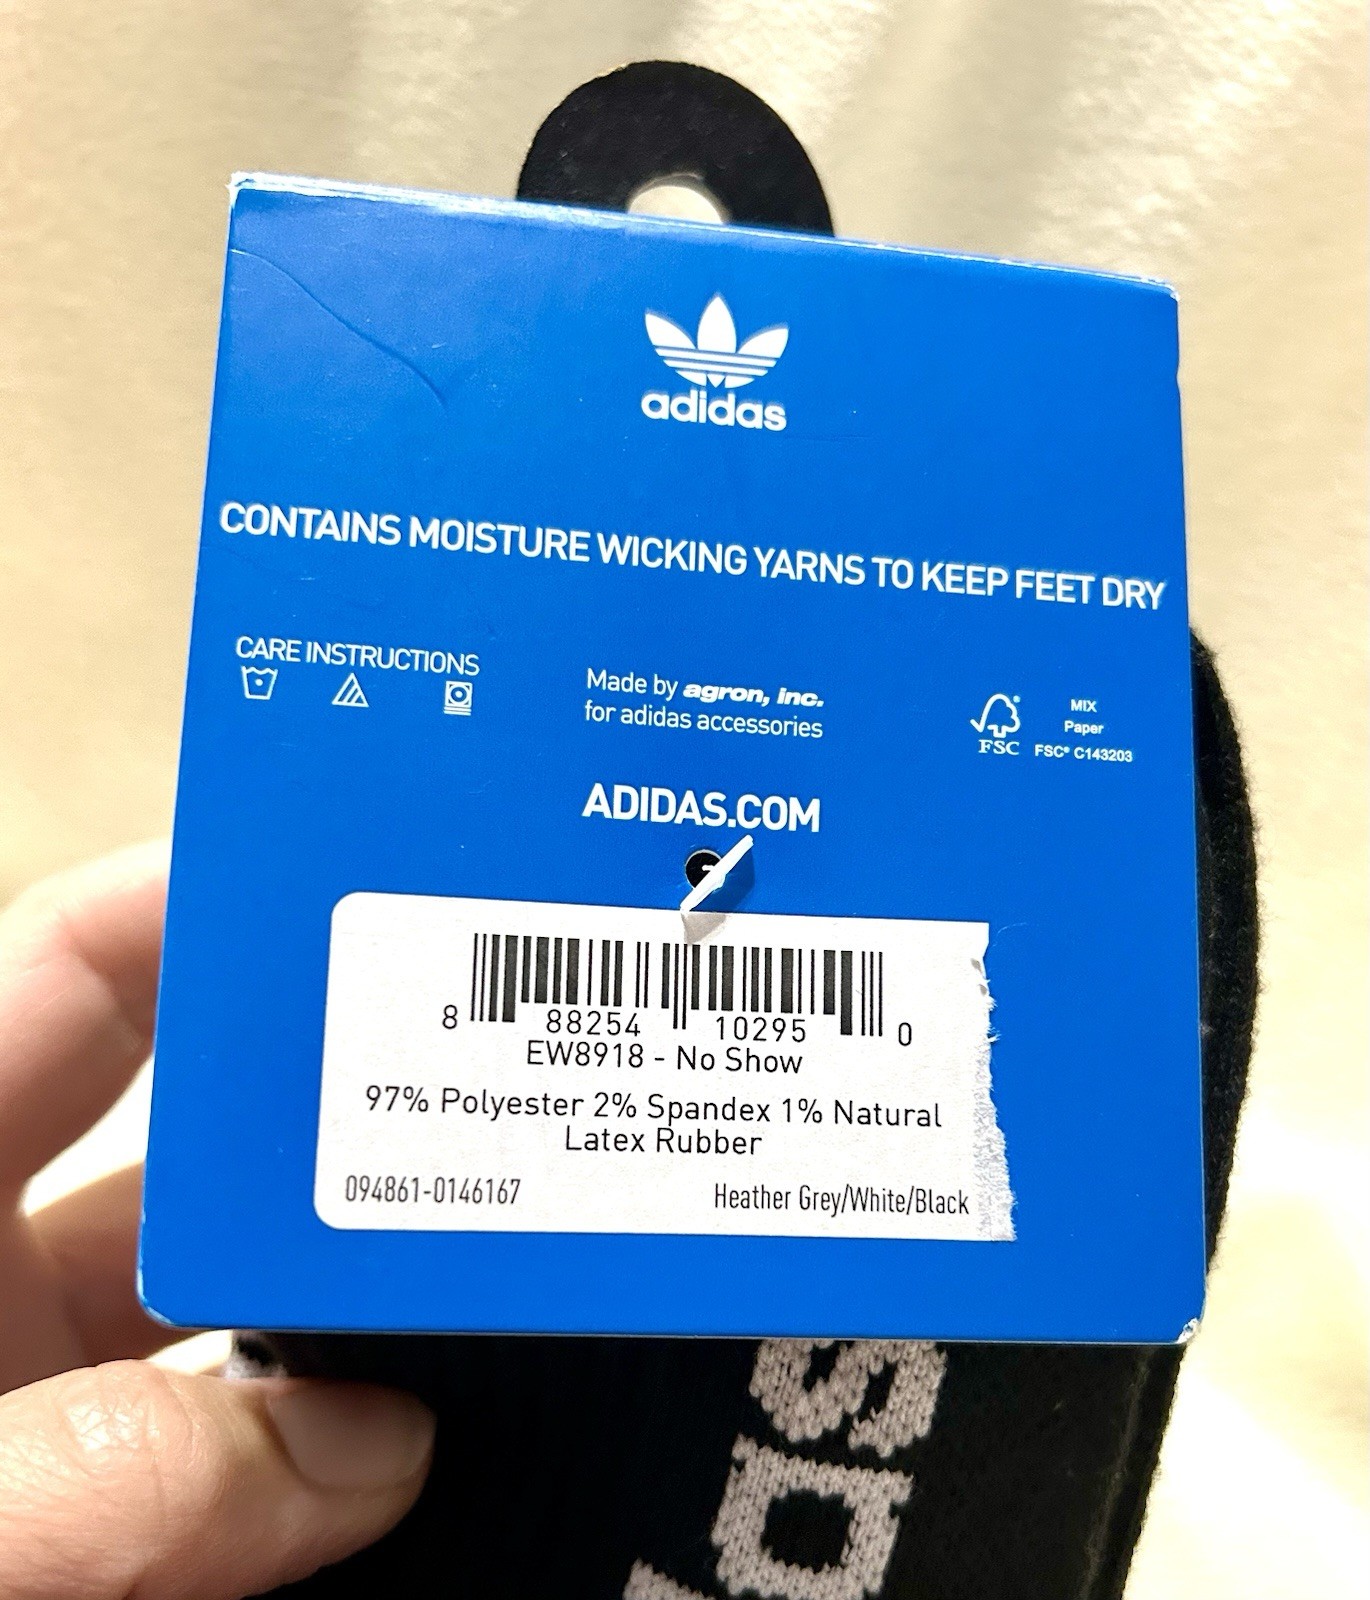 adidas
CONTAINS MOISTURE WICKING YARNS TO KEEP FEET DRY
CARE INSTRUCTIONS
Made by agron, inc.
for adidas accessories
FSC
MIX
Paper
FSC® C143203
ADIDAS.COM
8 88254 10295 0
EW8918 - No Show
97% Polyester 2% Spandex 1% Natural
Latex Rubber
094861-0146167 Heather Grey/White/Black